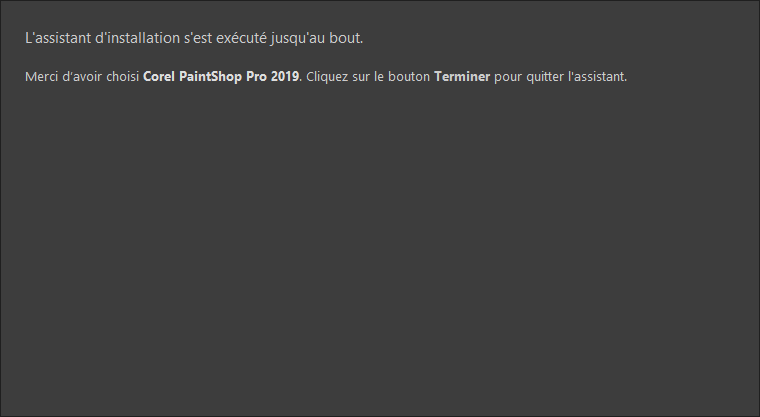 L'assistant d'installation s'est exécuté jusqu'au bout.
Merci d'avoir choisi Corel PaintShop Pro 2019. Cliquez sur le bouton Terminer pour quitter l'assistant.